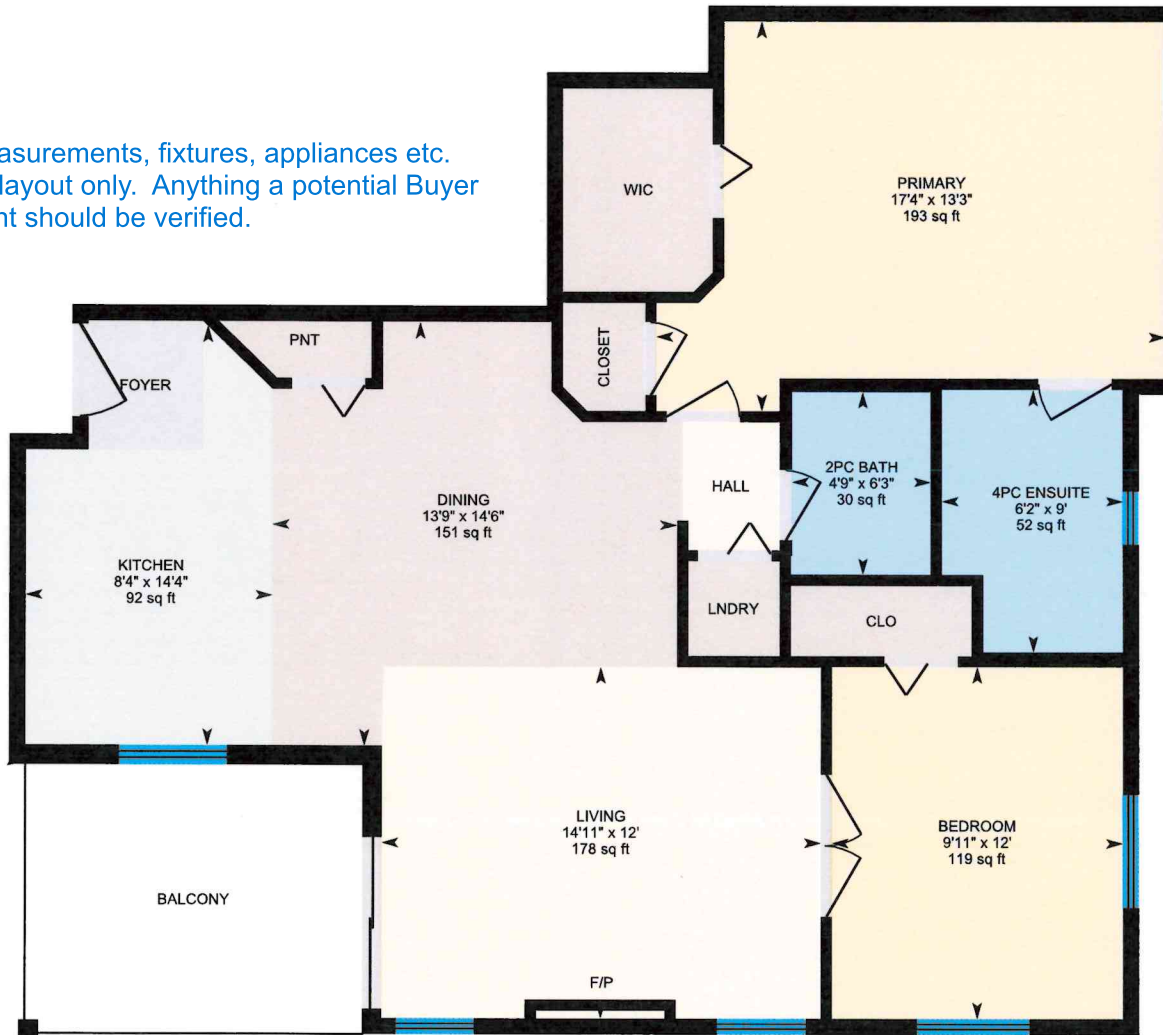 asurements, fixtures, appliances etc.
layout only. Anything a potential Buyer
nt should be verified.
PRIMARY
17'4" x 13'3"
193 sq ft
WIC
CLOSET
PNT
FOYER
2PC BATH
4'9" x 6'3"
30 sq ft
4PC ENSUITE
6'2" x 9'
52 sq ft
HALL
DINING
13'9" x 14'6"
151 sq ft
KITCHEN
8'4" x 14'4"
92 sq ft
LNDRY
CLO
LIVING
14'11" x 12'
178 sq ft
BEDROOM
9'11" x 12'
119 sq ft
BALCONY
F/P